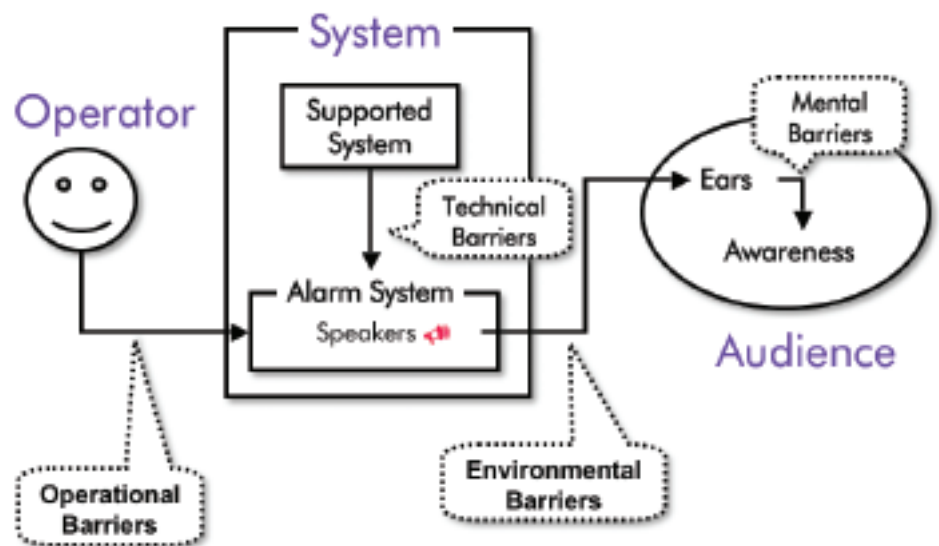 System
Operator
Supported
System
Mental
Barriers
Ears
Technical
Barriers
Awareness
Alarm System
Speakers
Audience
Operational
Barriers
Environmental
Barriers